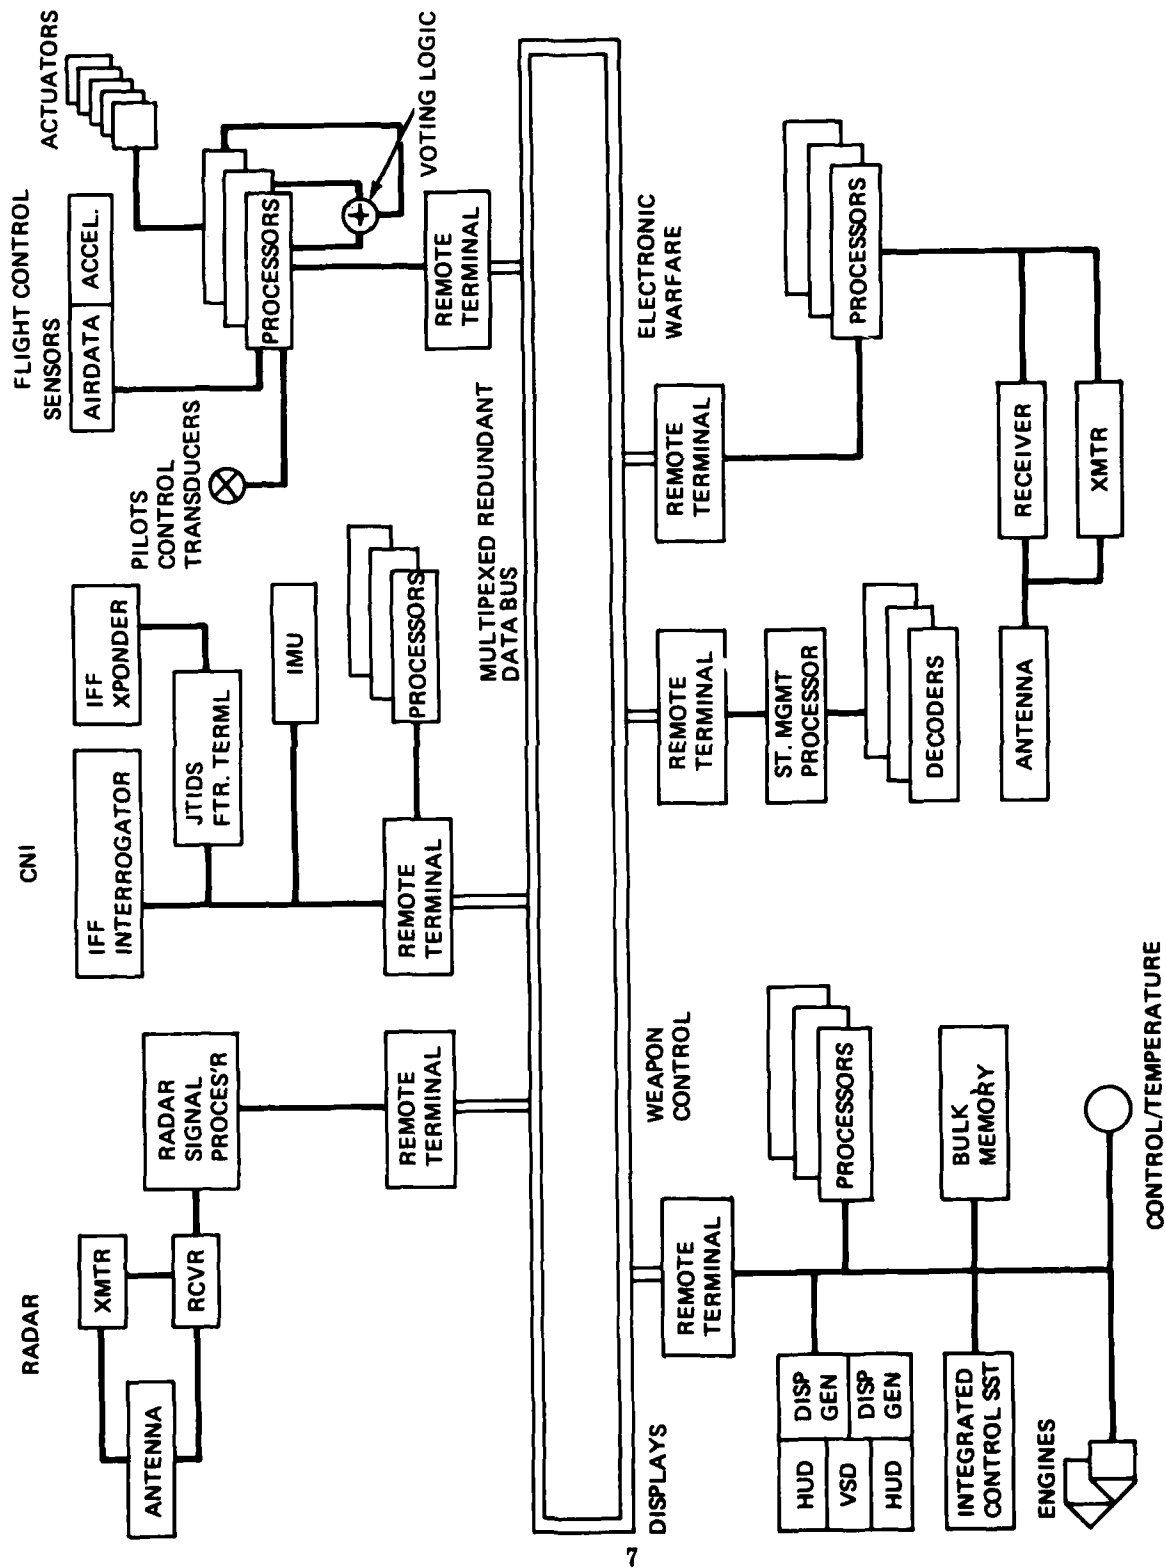 RADAR
ANTENNA
XMTR
RCVR
RADAR
SIGNAL
PROCES'R
REMOTE
TERMINAL
CNI
IFF
INTERROGATOR
IFF
XPONDER
JTIDS
FTR. TERML
IMU
PROCESSORS
REMOTE
TERMINAL
FLIGHT CONTROL
SENSORS
AIRDATA
ACCEL.
ACTUATORS
PILOTS
CONTROL
TRANSDUCERS
PROCESSORS
VOTING LOGIC
REMOTE
TERMINAL
MULTIPEXED REDUNDANT
DATA BUS
DISPLAYS
REMOTE
TERMINAL
HUD
VSD
HUD
DISP
GEN
DISP
GEN
INTEGRATED
CONTROL SST
ENGINES
WEAPON
CONTROL
PROCESSORS
BULK
MEMORY
CONTROL/TEMPERATURE
REMOTE
TERMINAL
ST. MGMT
PROCESSOR
DECODERS
ELECTRONIC
WARFARE
REMOTE
TERMINAL
PROCESSORS
ANTENNA
RECEIVER
XMTR
7